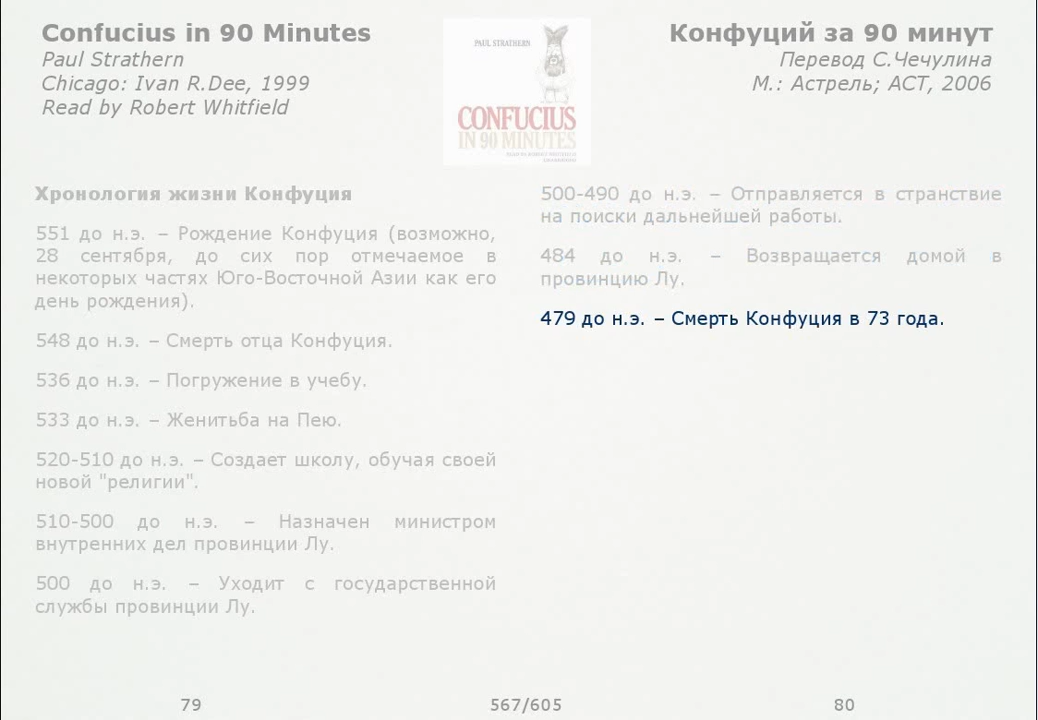 Confucius in 90 Minutes
Paul Strathern
Chicago: Ivan R.Dee, 1999
Read by Robert Whitfield
PAUL STRATHERN
CONFUCIUS
IN 90 MINUTES
Конфуций за 90 минут
Перевод С.Чечулина
М.: Астрель; АСТ, 2006
Хронология жизни Конфуция
551 до н.э. – Рождение Конфуция (возможно,
28 сентября, до сих пор отмечаемое в
некоторых частях Юго-Восточной Азии как его
день рождения).
548 до н.э. – Смерть отца Конфуция.
536 до н.э. – Погружение в учебу.
533 до н.э. – Женитьба на Пею.
520-510 до н.э. – Создает школу, обучая своей
новой "религии".
510-500 до н.э. – Назначен министром
внутренних дел провинции Лу.
500 до н.э. – Уходит с государственной
службы провинции Лу.
500-490 до н.э. – Отправляется в странствие
на поиски дальнейшей работы.
484 до н.э. – Возвращается домой в
провинцию Лу.
479 до н.э. – Смерть Конфуция в 73 года.
79
567/605
80